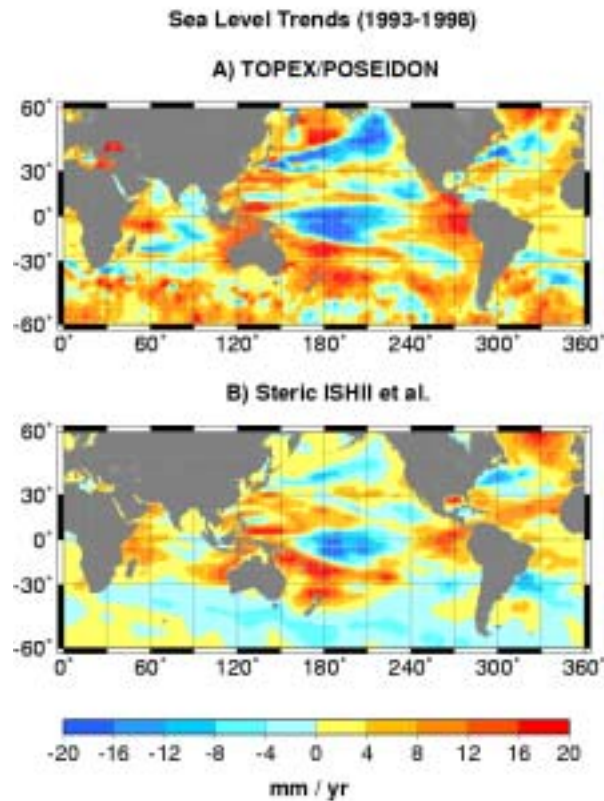 Sea Level Trends (1993-1998)
A) TOPEX/POSEIDON
60˚
30˚
0˚
-30˚
-60˚
0˚ 60˚ 120˚ 180˚ 240˚ 300˚ 360˚
B) Steric ISHII et al.
60˚
30˚
0˚
-30˚
-60˚
0˚ 60˚ 120˚ 180˚ 240˚ 300˚ 360˚
-20 -16 -12 -8 -4 0 4 8 12 16 20
mm / yr